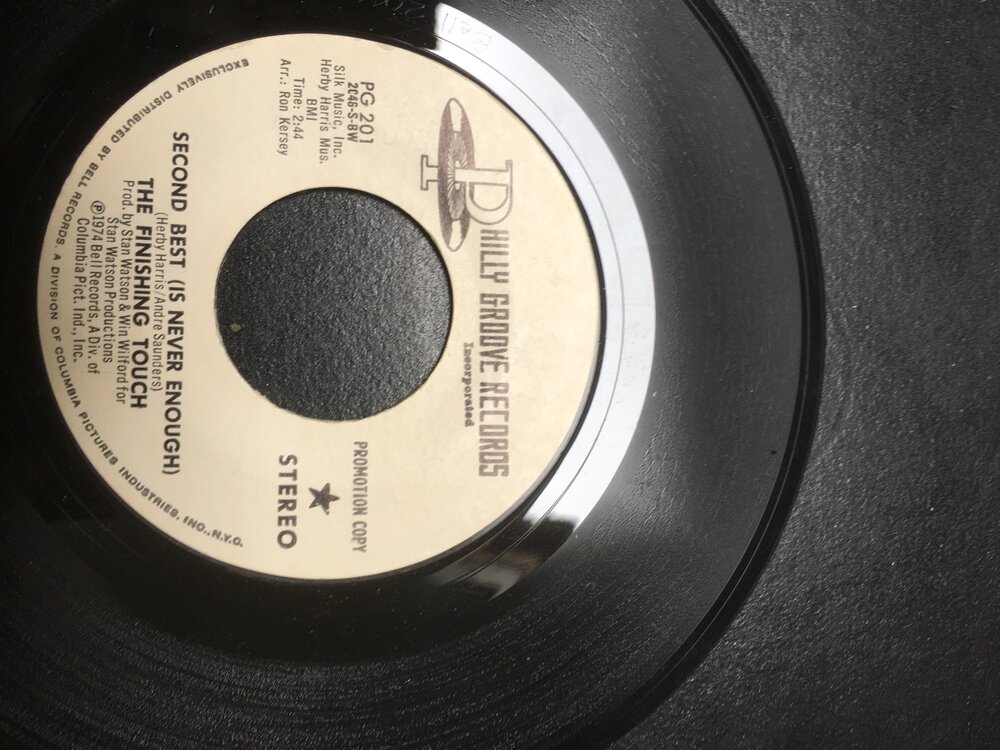 PHILLY GROOVE RECORDS
Incorporated
PG 201
2046-S-BW
Silk Music, Inc.
Herby Harris Mus.
BMI
Time: 2:44
Arr.: Ron Kersey
PROMOTION COPY
STEREO
SECOND BEST (IS NEVER ENOUGH)
(Herby Harris/Andre Saunders)
THE FINISHING TOUCH
Prod. by Stan Watson & Win Wilford for
Stan Watson Productions
℗1974 Bell Records, A Div. of
Columbia Pict. Ind., Inc.
EXCLUSIVELY DISTRIBUTED BY BELL RECORDS. A DIVISION OF COLUMBIA PICTURES INDUSTRIES, INC., N.Y.C.
Bell